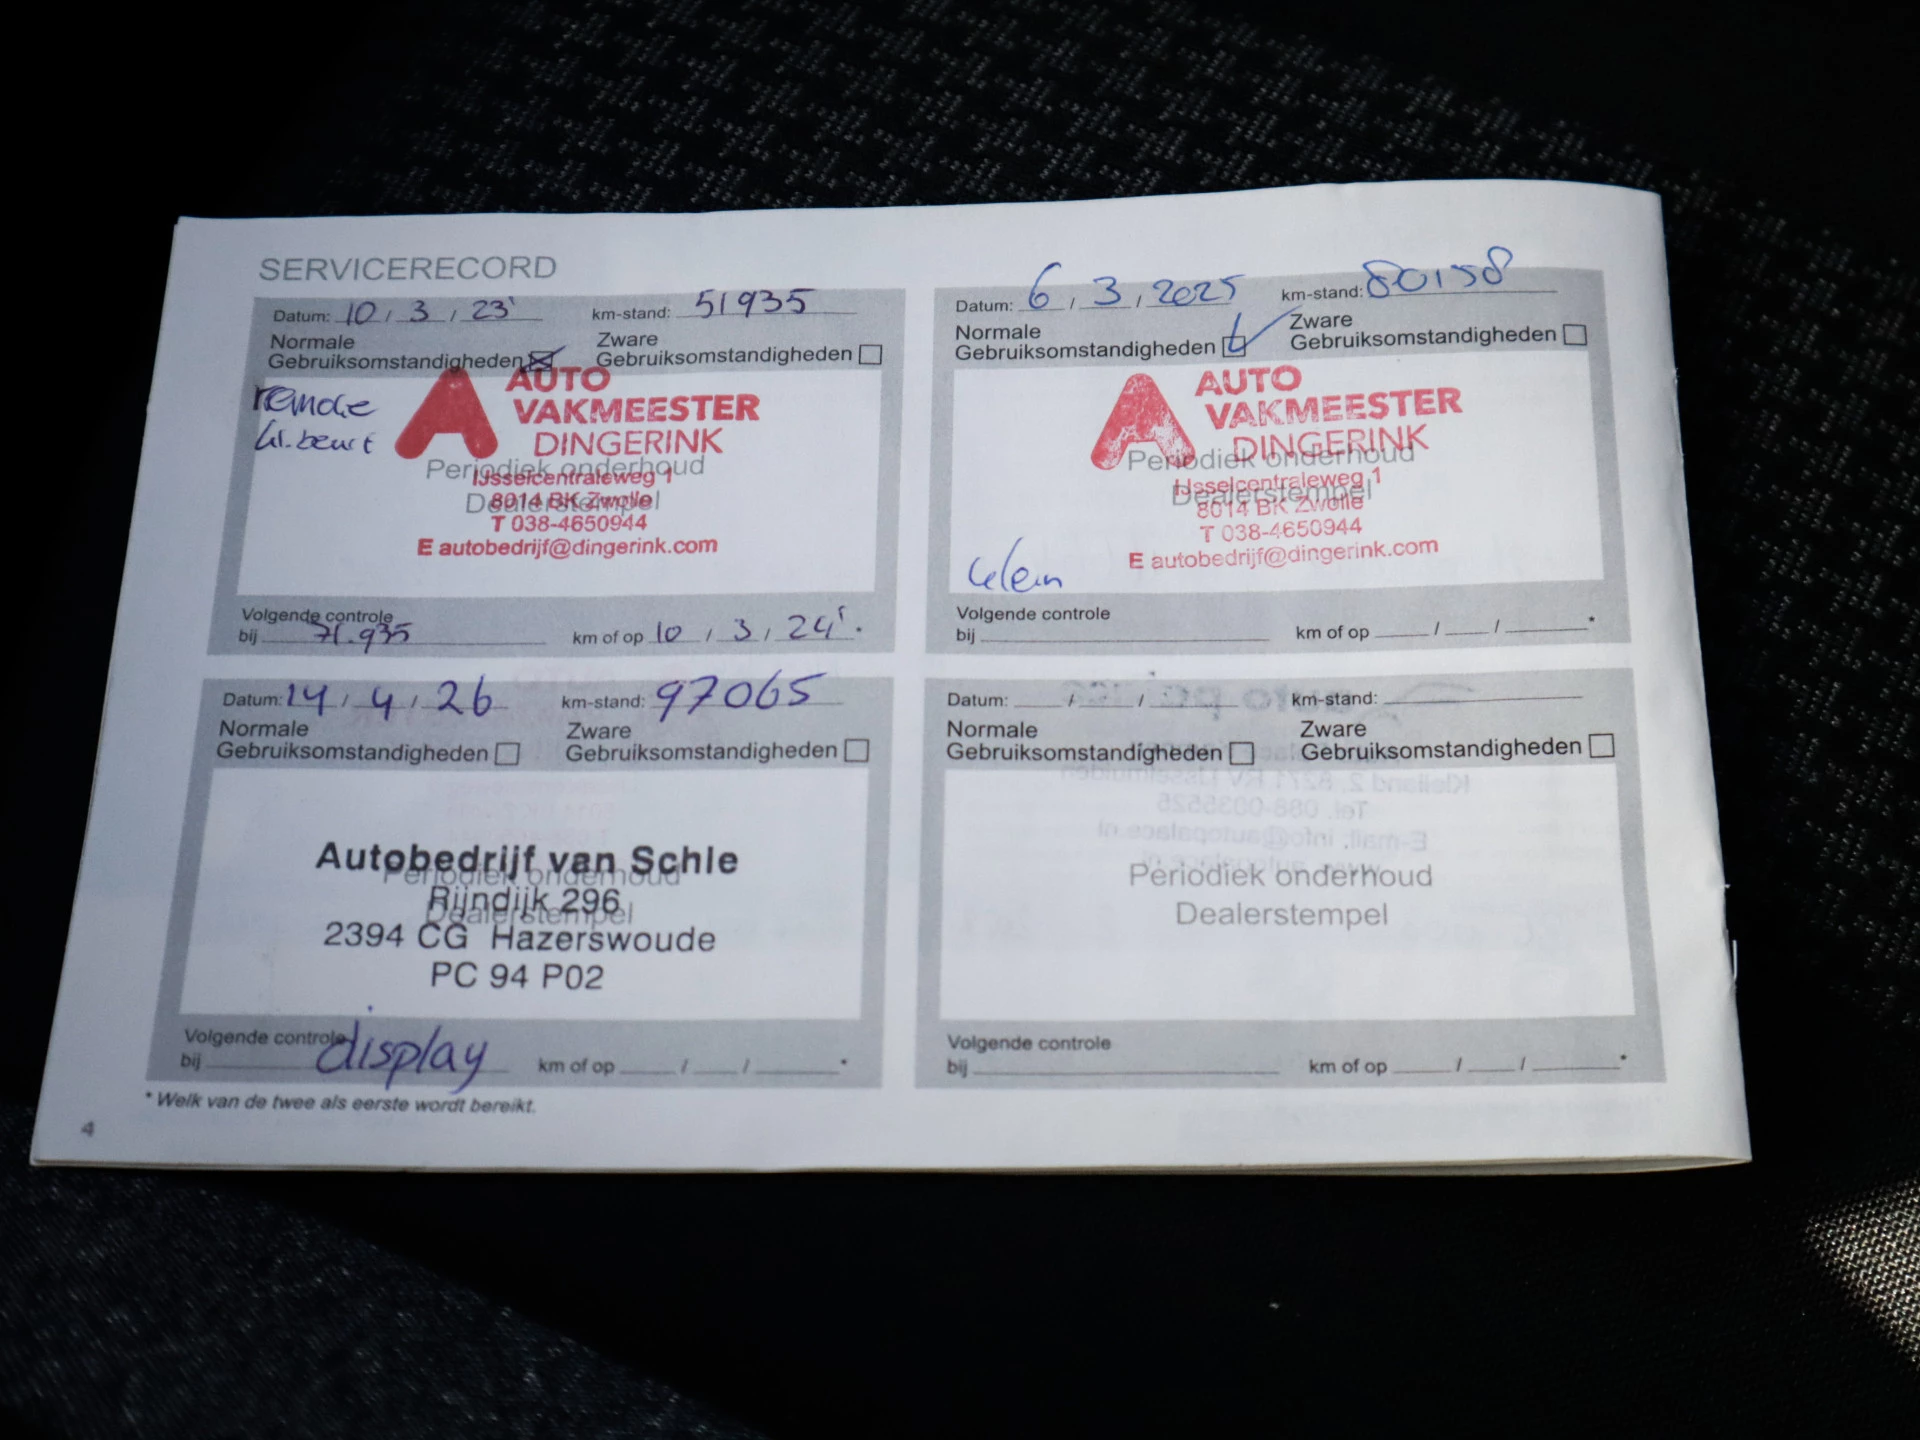 SERVICERECORD
Datum: 10 / 3 / 23' km-stand: 51935
Normale
Gebruiksomstandigheden
Zware
Gebruiksomstandigheden
kl.beurt
AUTO
VAKMEESTER
DINGERINK
Periodiek onderhoud
Dealerstempel
IJsselcentraleweg 1
8014 BK Zwolle
T 038-4650944
E autobedrijf@dingerink.com
Volgende controle
bij 71.935 km of op 10 / 3 / 24'.
Datum: 6 / 3 / 2025 km-stand: 80158
Normale
Gebruiksomstandigheden
Zware
Gebruiksomstandigheden
AUTO
VAKMEESTER
DINGERINK
Periodiek onderhoud
Dealerstempel
IJsselcentraleweg 1
8014 BK Zwolle
T 038-4650944
E autobedrijf@dingerink.com
klein
Volgende controle
bij km of op / / *
Datum: 14 / 4 / 26 km-stand: 97065
Normale
Gebruiksomstandigheden
Zware
Gebruiksomstandigheden
Autobedrijf van Schie
Periodiek onderhoud
Rijndijk 296
Dealerstempel
2394 CG Hazerswoude
PC 94 P02
Volgende controle
bij display km of op / / *
Datum: / / km-stand:
Normale
Gebruiksomstandigheden
Zware
Gebruiksomstandigheden
Periodiek onderhoud
Dealerstempel
Volgende controle
bij km of op / / *
* Welk van de twee als eerste wordt bereikt.
4